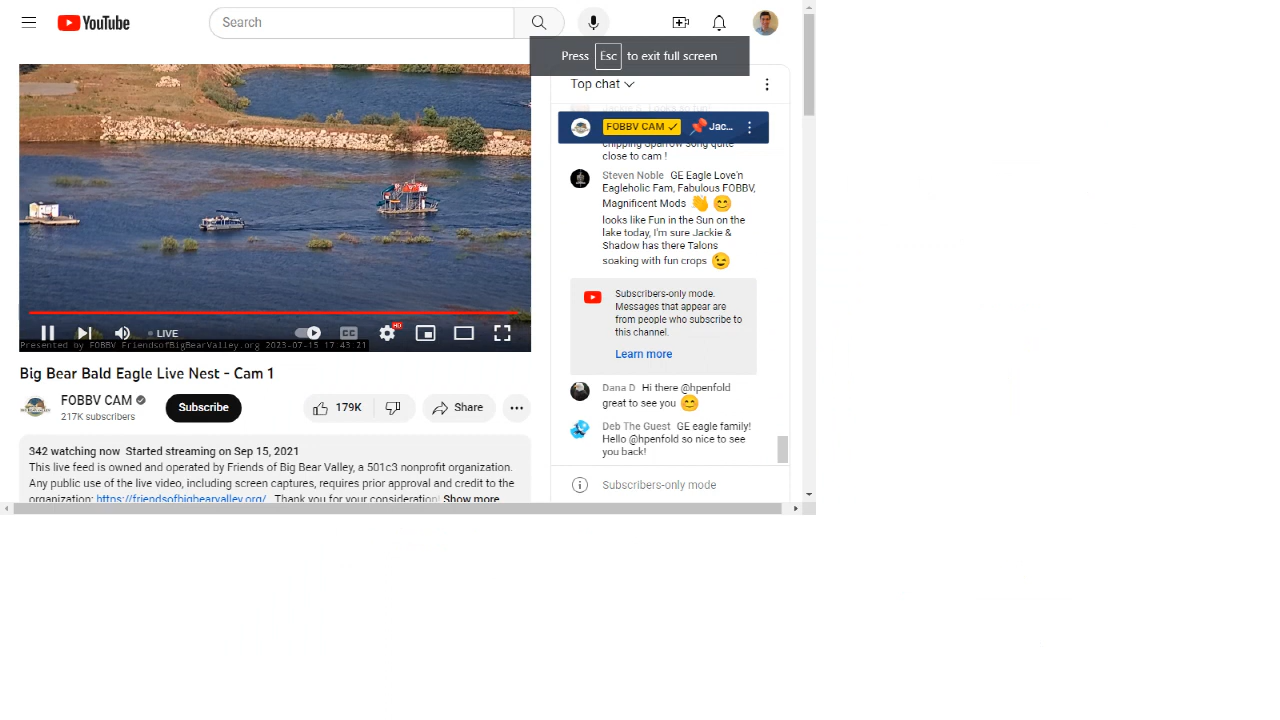 YouTube
Search
Press Esc to exit full screen
Top chat
Jackie S Looks so fun!
FOBBV CAM Jac...
chipping Sparrow song quite
close to cam !
Steven Noble GE Eagle Love'n
Eagleholic Fam, Fabulous FOBBV,
Magnificent Mods 👋 😊
looks like Fun in the Sun on the
lake today, I'm sure Jackie &
Shadow has there Talons
soaking with fun crops 😉
Subscribers-only mode.
Messages that appear are
from people who subscribe to
this channel.
Learn more
Dana D Hi there @hpenfold
great to see you 😊
Deb The Guest GE eagle family!
Hello @hpenfold so nice to see
you back!
Subscribers-only mode
LIVE
CC
HD
Presented by FOBBV FriendsofBigBearValley.org 2023-07-15 17 43 21
Big Bear Bald Eagle Live Nest - Cam 1
FOBBV CAM
217K subscribers
Subscribe
179K
Share
342 watching now Started streaming on Sep 15, 2021
This live feed is owned and operated by Friends of Big Bear Valley, a 501c3 nonprofit organization.
Any public use of the live video, including screen captures, requires prior approval and credit to the
organization: https://friendsofbigbearvalley.org/ . Thank you for your consideration! Show more